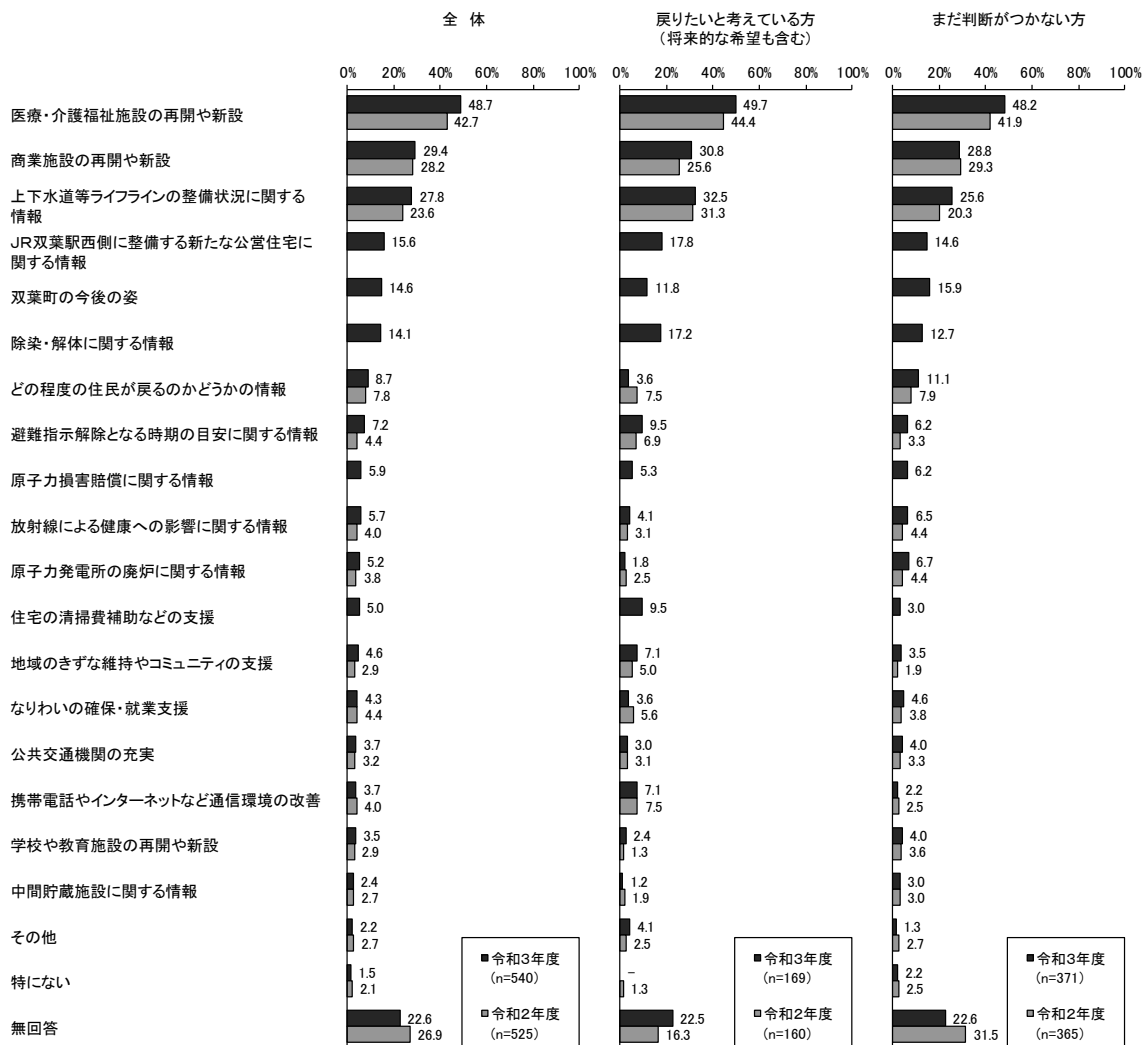 全 体
戻りたいと考えている方
(将来的な希望も含む)
まだ判断がつかない方
0% 20% 40% 60% 80% 100%
0% 20% 40% 60% 80% 100%
0% 20% 40% 60% 80% 100%
医療・介護福祉施設の再開や新設
48.7 49.7 48.2
42.7 44.4 41.9
商業施設の再開や新設
29.4 30.8 28.8
28.2 25.6 29.3
上下水道等ライフラインの整備状況に関する
情報
27.8 32.5 25.6
23.6 31.3 20.3
JR双葉駅西側に整備する新たな公営住宅に
関する情報
15.6 17.8 14.6
双葉町の今後の姿
14.6 11.8 15.9
除染・解体に関する情報
14.1 17.2 12.7
どの程度の住民が戻るのかどうかの情報
8.7 3.6 11.1
7.8 7.5 7.9
避難指示解除となる時期の目安に関する情報
7.2 9.5 6.2
4.4 6.9 3.3
原子力損害賠償に関する情報
5.9 5.3 6.2
放射線による健康への影響に関する情報
5.7 4.1 6.5
4.0 3.1 4.4
原子力発電所の廃炉に関する情報
5.2 1.8 6.7
3.8 2.5 4.4
住宅の清掃費補助などの支援
5.0 9.5 3.0
地域のきずな維持やコミュニティの支援
4.6 7.1 3.5
2.9 5.0 1.9
なりわいの確保・就業支援
4.3 3.6 4.6
4.4 5.6 3.8
公共交通機関の充実
3.7 3.0 4.0
3.2 3.1 3.3
携帯電話やインターネットなど通信環境の改善
3.7 7.1 2.2
4.0 7.5 2.5
学校や教育施設の再開や新設
3.5 2.4 4.0
2.9 1.3 3.6
中間貯蔵施設に関する情報
2.4 1.2 3.0
2.7 1.9 3.0
その他
2.2 4.1 1.3
2.7 2.5 2.7
特にない
1.5 – 2.2
2.1 1.3 2.5
無回答
22.6 22.5 22.6
26.9 16.3 31.5
令和3年度
(n=540)
令和2年度
(n=525)
令和3年度
(n=169)
令和2年度
(n=160)
令和3年度
(n=371)
令和2年度
(n=365)